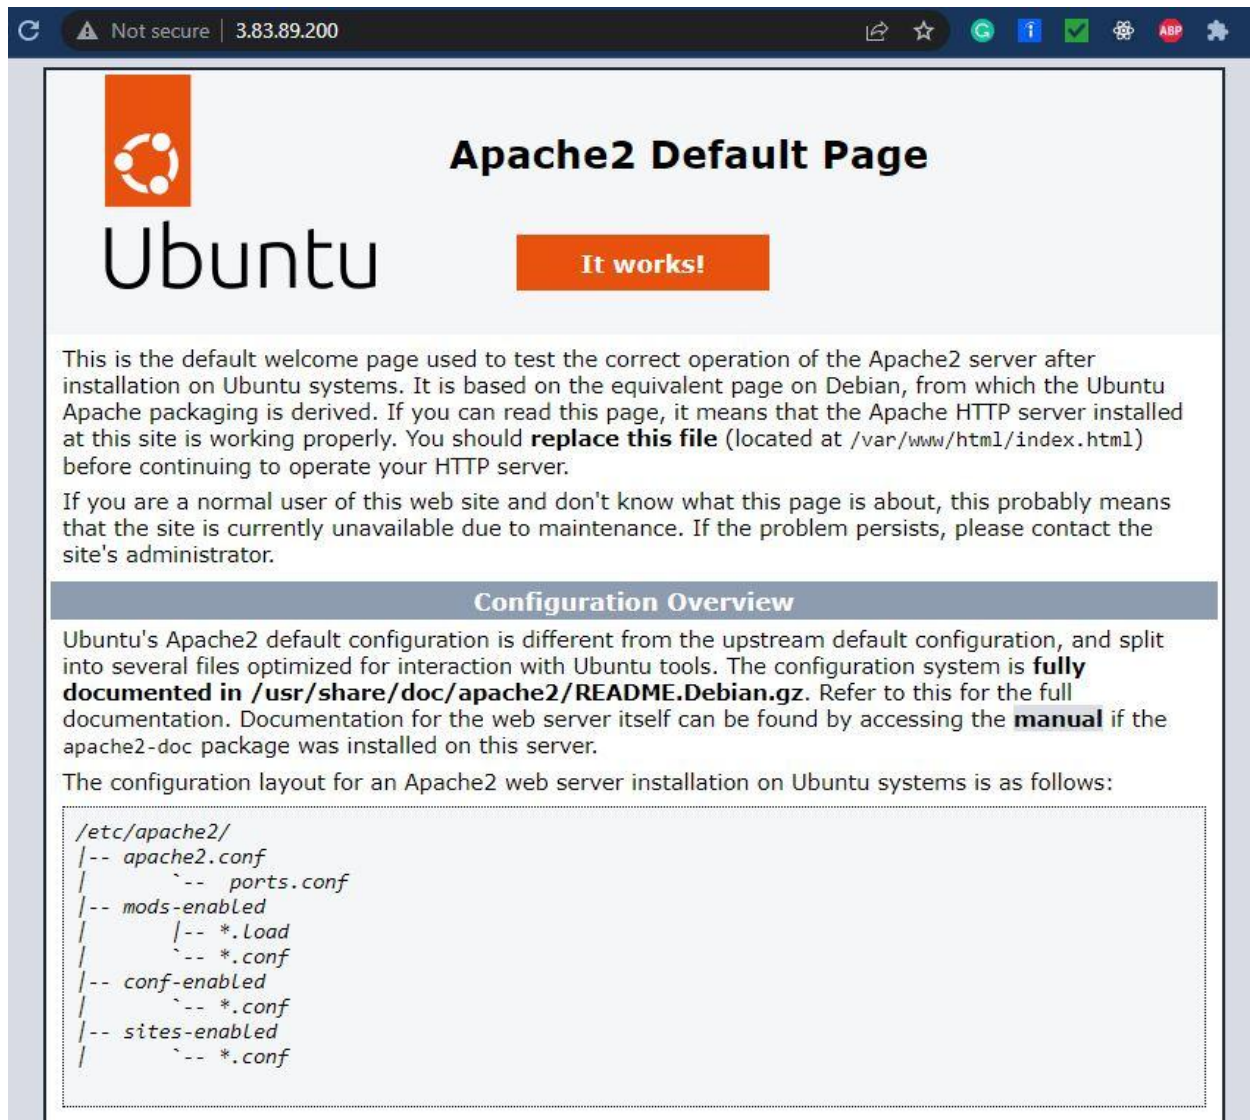 Not secure | 3.83.89.200
ABP
Ubuntu
Apache2 Default Page
It works!
This is the default welcome page used to test the correct operation of the Apache2 server after
installation on Ubuntu systems. It is based on the equivalent page on Debian, from which the Ubuntu
Apache packaging is derived. If you can read this page, it means that the Apache HTTP server installed
at this site is working properly. You should replace this file (located at /var/www/html/index.html)
before continuing to operate your HTTP server.
If you are a normal user of this web site and don't know what this page is about, this probably means
that the site is currently unavailable due to maintenance. If the problem persists, please contact the
site's administrator.
Configuration Overview
Ubuntu's Apache2 default configuration is different from the upstream default configuration, and split
into several files optimized for interaction with Ubuntu tools. The configuration system is fully
documented in /usr/share/doc/apache2/README.Debian.gz. Refer to this for the full
documentation. Documentation for the web server itself can be found by accessing the manual if the
apache2-doc package was installed on this server.
The configuration layout for an Apache2 web server installation on Ubuntu systems is as follows:
/etc/apache2/
|-- apache2.conf
|       `--  ports.conf
|-- mods-enabled
|       |-- *.load
|       `-- *.conf
|-- conf-enabled
|       `-- *.conf
|-- sites-enabled
|       `-- *.conf